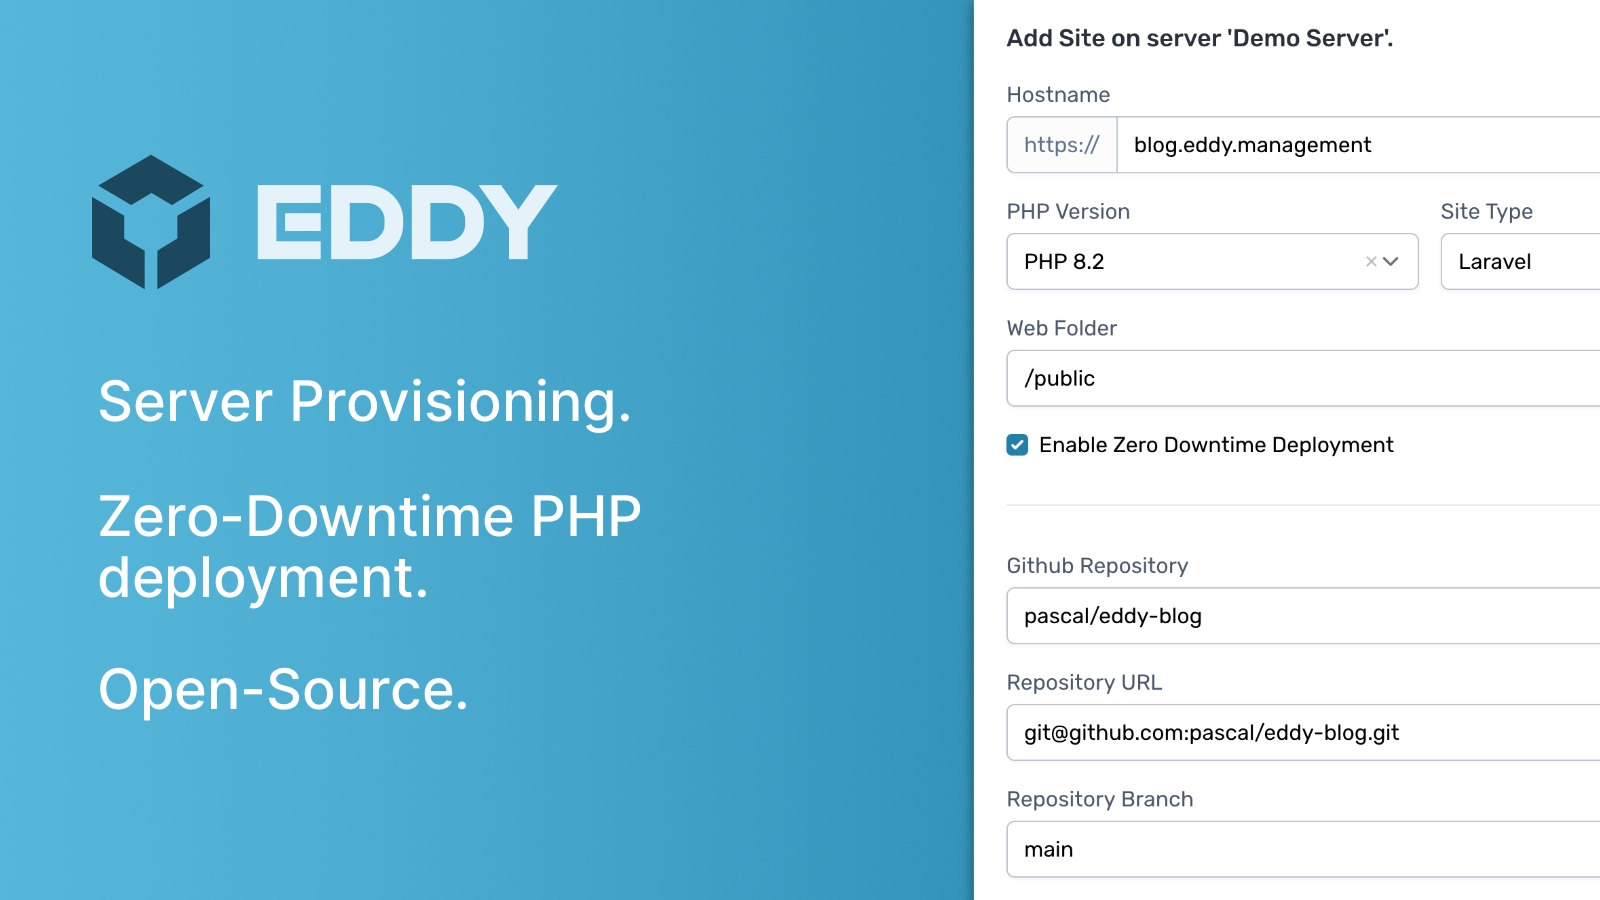 EDDY
Server Provisioning.
Zero-Downtime PHP
deployment.
Open-Source.
Add Site on server 'Demo Server'.
Hostname
https:// blog.eddy.management
PHP Version Site Type
PHP 8.2 Laravel
Web Folder
/public
Enable Zero Downtime Deployment
Github Repository
pascal/eddy-blog
Repository URL
git@github.com:pascal/eddy-blog.git
Repository Branch
main